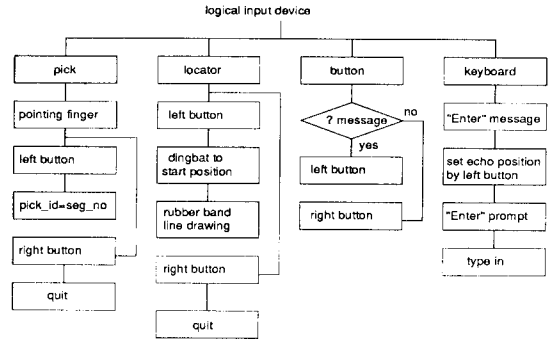 logical input device
pick
pointing finger
left button
pick_id=seg_no
right button
quit
locator
left button
dingbat to
start position
rubber band
line drawing
right button
quit
button
? message
no
yes
left button
right button
keyboard
"Enter" message
set echo position
by left button
"Enter" prompt
type in